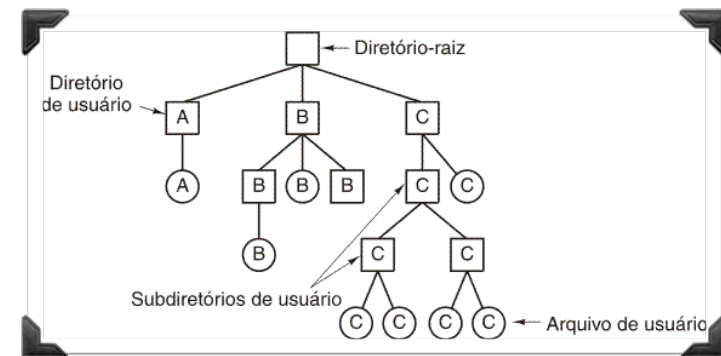 Diretório-raiz
Diretório
de usuário
A B C
A B B B C C
B C C
Subdiretórios de usuário
C C C C
Arquivo de usuário